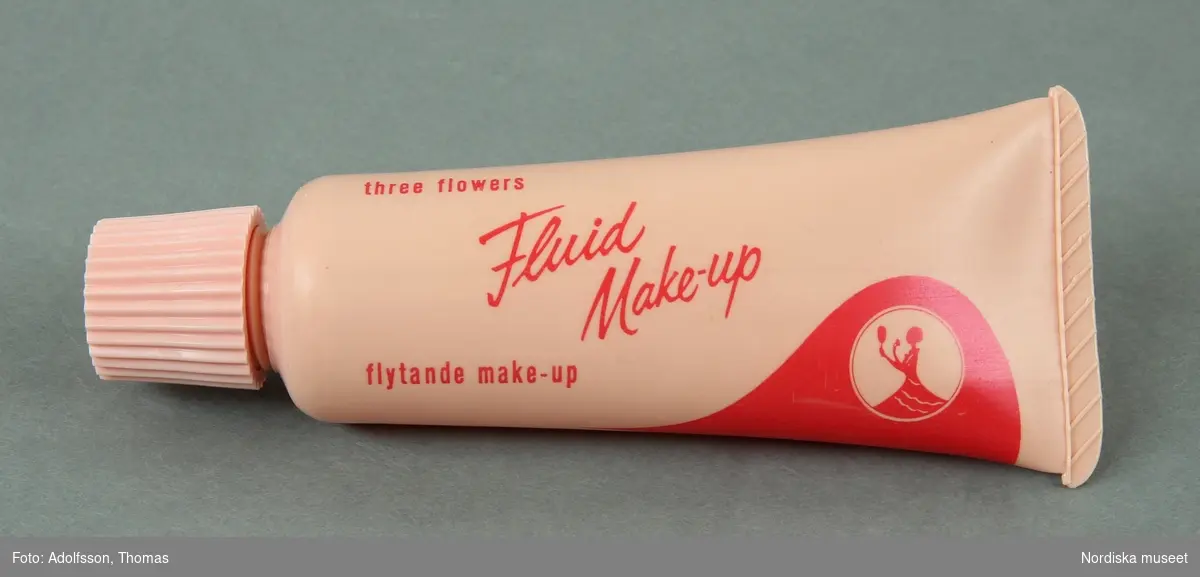 three flowers
Fluid
Make-up
flytande make-up
Foto: Adolfsson, Thomas
Nordiska museet